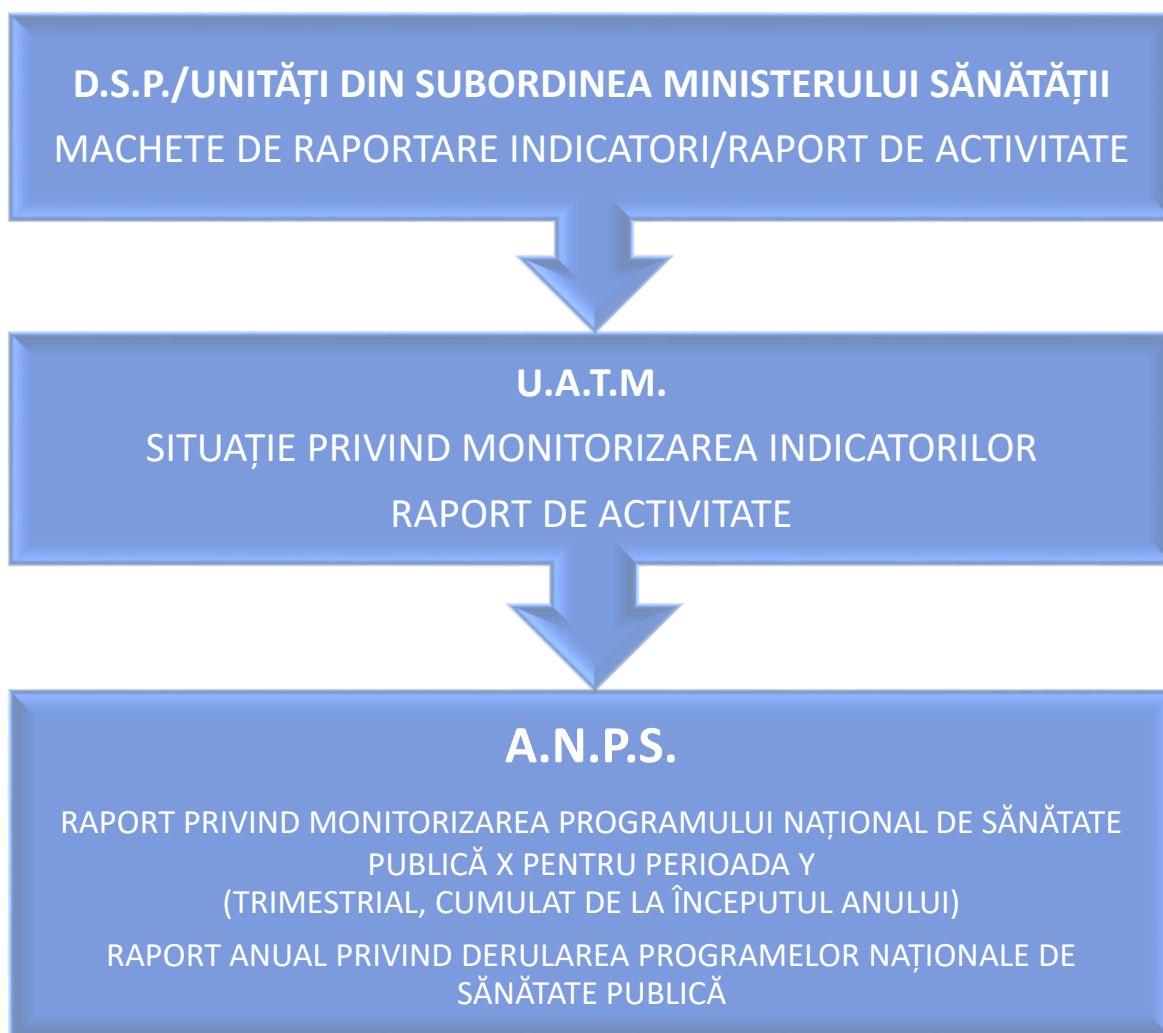 D.S.P./UNITĂȚI DIN SUBORDINEA MINISTERULUI SĂNĂTĂȚII
MACHETE DE RAPORTARE INDICATORI/RAPORT DE ACTIVITATE
U.A.T.M.
SITUAȚIE PRIVIND MONITORIZAREA INDICATORILOR
RAPORT DE ACTIVITATE
A.N.P.S.
RAPORT PRIVIND MONITORIZAREA PROGRAMULUI NAȚIONAL DE SĂNĂTATE
PUBLICĂ X PENTRU PERIOADA Y
(TRIMESTRIAL, CUMULAT DE LA ÎNCEPUTUL ANULUI)
RAPORT ANUAL PRIVIND DERULAREA PROGRAMELOR NAȚIONALE DE
SĂNĂTATE PUBLICĂ